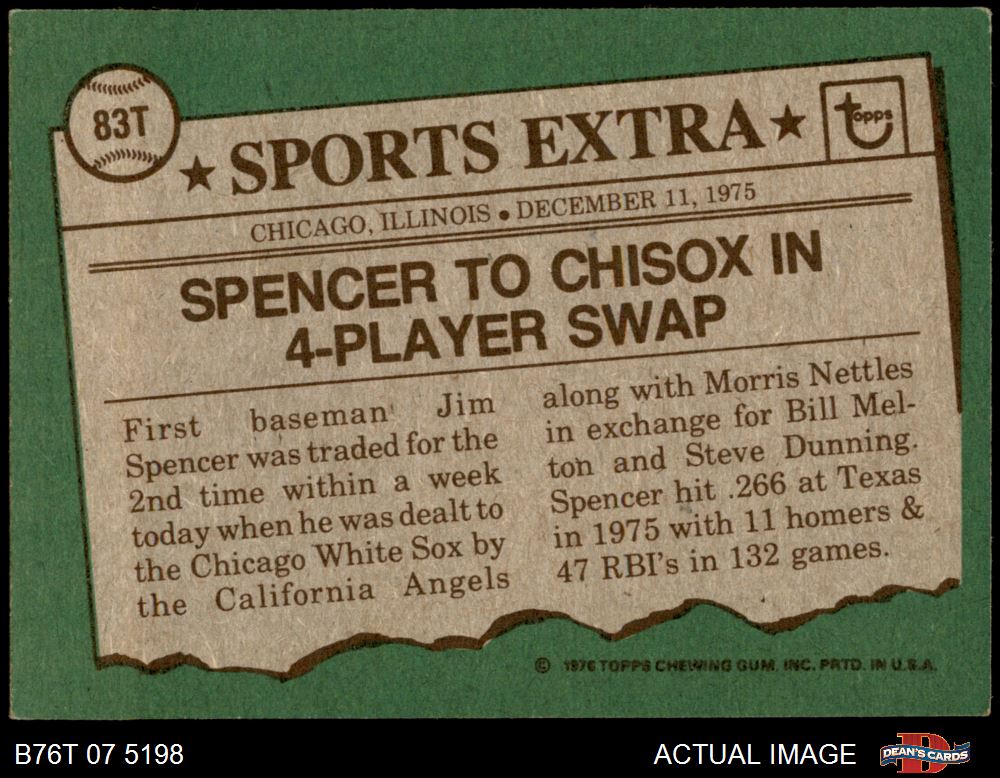 83T
★ SPORTS EXTRA ★
topps
CHICAGO, ILLINOIS • DECEMBER 11, 1975
SPENCER TO CHISOX IN
4-PLAYER SWAP
First baseman Jim
Spencer was traded for the
2nd time within a week
today when he was dealt to
the Chicago White Sox by
the California Angels
along with Morris Nettles
in exchange for Bill Mel-
ton and Steve Dunning.
Spencer hit .266 at Texas
in 1975 with 11 homers &
47 RBI's in 132 games.
© 1976 TOPPS CHEWING GUM, INC. PRTD. IN U.S.A.
B76T 07 5198
ACTUAL IMAGE
D
DEAN'S CARDS